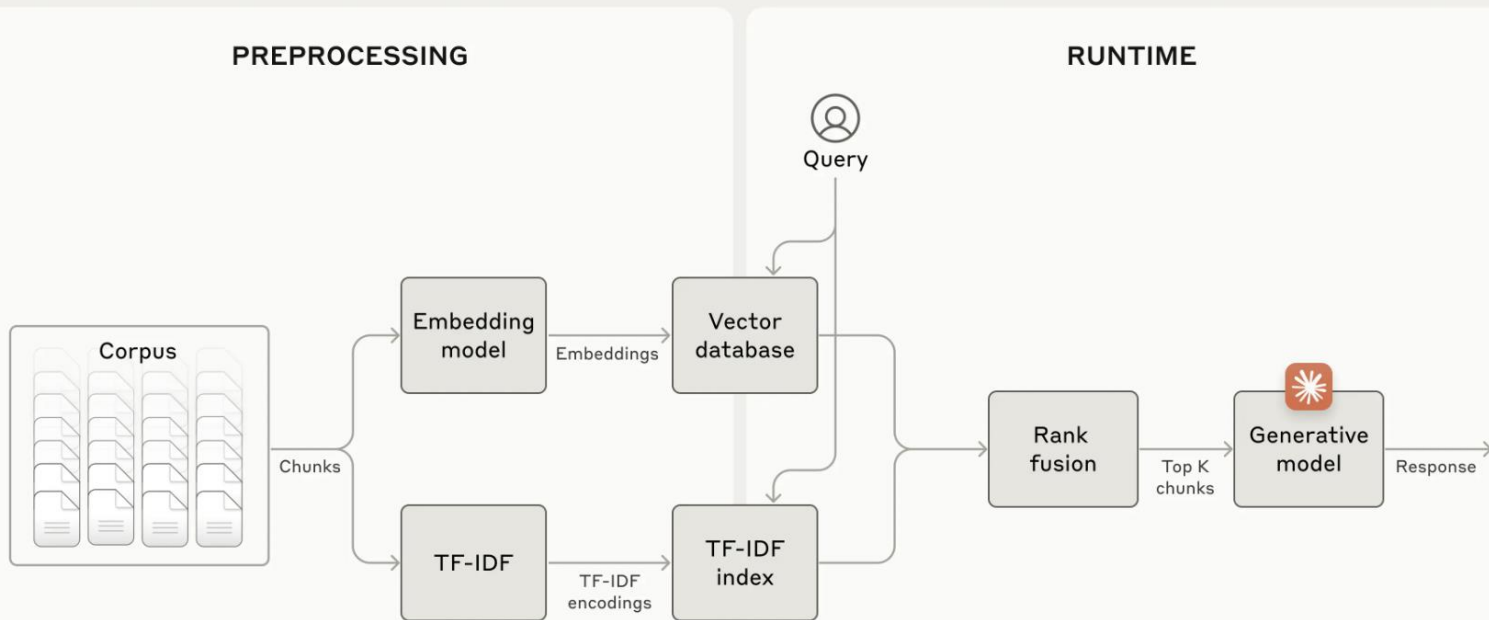 PREPROCESSING
RUNTIME
Query
Corpus
Chunks
Embedding
model
Embeddings
Vector
database
TF-IDF
TF-IDF
encodings
TF-IDF
index
Rank
fusion
Top K
chunks
Generative
model
Response